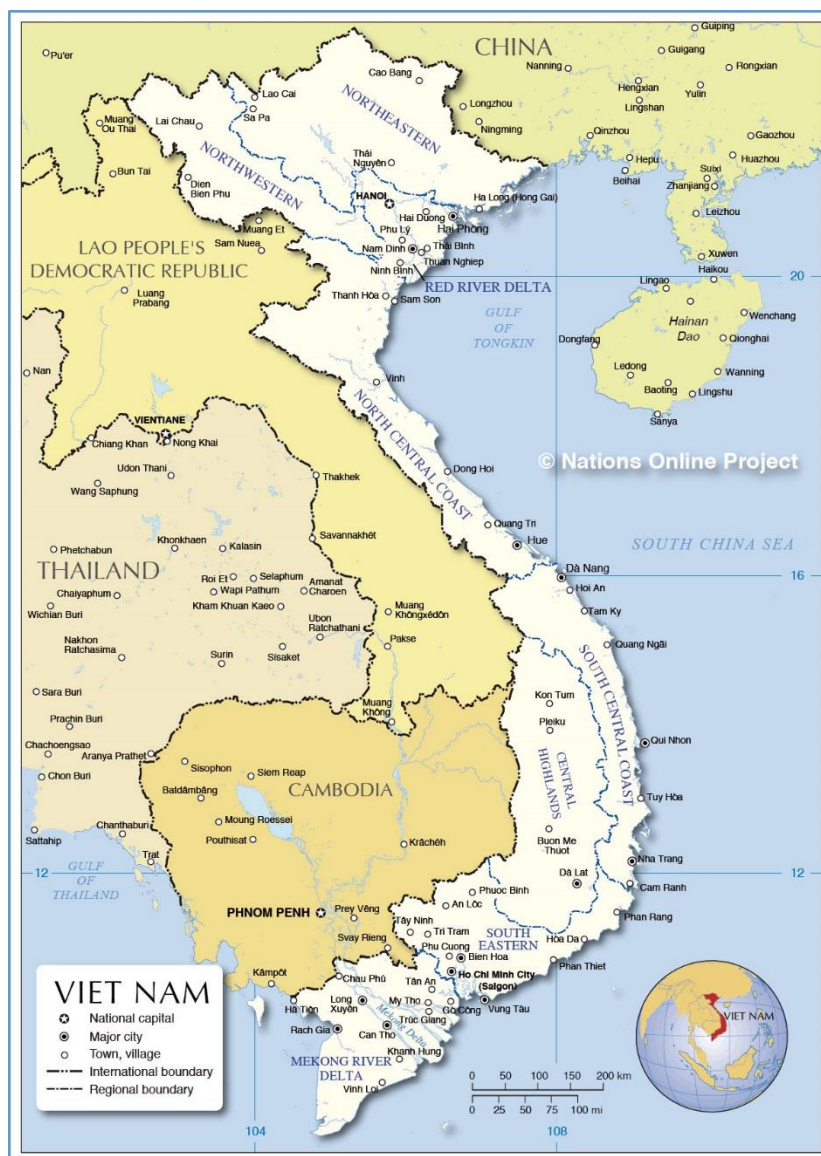 CHINA
Pu'er
Nanning
Guiping
Guigang
Rongxian
Hengxian
Yulin
Lingshan
Cao Bang
Longzhou
Ningming
Qinzhou
Gaozhou
Lao Cai
Sa Pa
Lai Chau
NORTHEASTERN
Muang
Ou Thai
Bun Tai
NORTHWESTERN
Thái
Nguyên
Hepu
Beihai
Suixi
Huazhou
Zhanjiang
Leizhou
Dien
Bien Phu
HANOI
Ha Long (Hong Gai)
Hai Duong
Hai Phong
Phu Lý
Muang Et
Sam Nuea
Nam Dinh
Thái Bình
Thuan Nghiep
Ninh Bình
Xuwen
Haikou
LAO PEOPLE'S
DEMOCRATIC REPUBLIC
Luang
Prabang
RED RIVER DELTA
20
20
Thanh Hóa
Sam Son
GULF
OF
TONGKIN
Lingao
Hainan
Dao
Wenchang
Dongfang
Qionghai
Ledong
Baoting
Wanning
Lingshu
Sanya
Nan
Vinh
VIENTIANE
Chiang Khan
Nong Khai
Udon Thani
Wang Saphung
NORTH CENTRAL
COAST
Dong Hoi
© Nations Online Project
Thakhek
Savannakhét
Quang Tri
Hue
SOUTH CHINA SEA
Phetchabun
Khonkhaen
Kalasin
THAILAND
Roi Et
Selaphum
Chaiyaphum
Wapi Pathum
Amanat
Charoen
Wichian Buri
Kham Khuan Kaeo
Ubon
Ratchathani
Nakhon
Ratchasima
Surin
Sisaket
Muang
Khôngxédôn
Pakse
Dà Nang
16
Hoi An
Tam Ky
Quang Ngãi
SOUTH CENTRAL
COAST
Sara Buri
Prachin Buri
Chachoengsao
Aranya Prathet
Chon Buri
Muang
Không
Kon Tum
Pleiku
CENTRAL
HIGHLANDS
Qui Nhon
Sisophon
Siem Reap
Batdâmbâng
CAMBODIA
Moung Roessei
Chanthaburi
Pouthisat
Krâchéh
Sattahip
Trat
Tuy Hòa
Buon Me
Thuot
Nha Trang
12
12
GULF
OF
THAILAND
Dà Lat
Cam Ranh
Phuoc Binh
An Lôc
PHNOM PENH
Prey Vêng
Svay Rieng
Tây Ninh
Tri Tram
SOUTH
EASTERN
Phan Rang
Hòa Da
Phu Cuong
Bien Hoa
Phan Thiet
Ho Chi Minh City
(Saigon)
Kâmpôt
Chau Phú
Tân An
Hà Tiên
Long
Xuyên
My Tho
Gò Công
Vung Tàu
Trúc Giang
Rach Gia
Can Tho
Mekong Delta
Khanh Hung
MEKONG RIVER
DELTA
Vinh Loi
VIET NAM
National capital
Major city
Town, village
International boundary
Regional boundary
0
50
100
150
200 km
0
25
50
75
100 mi
VIET NAM
104
108